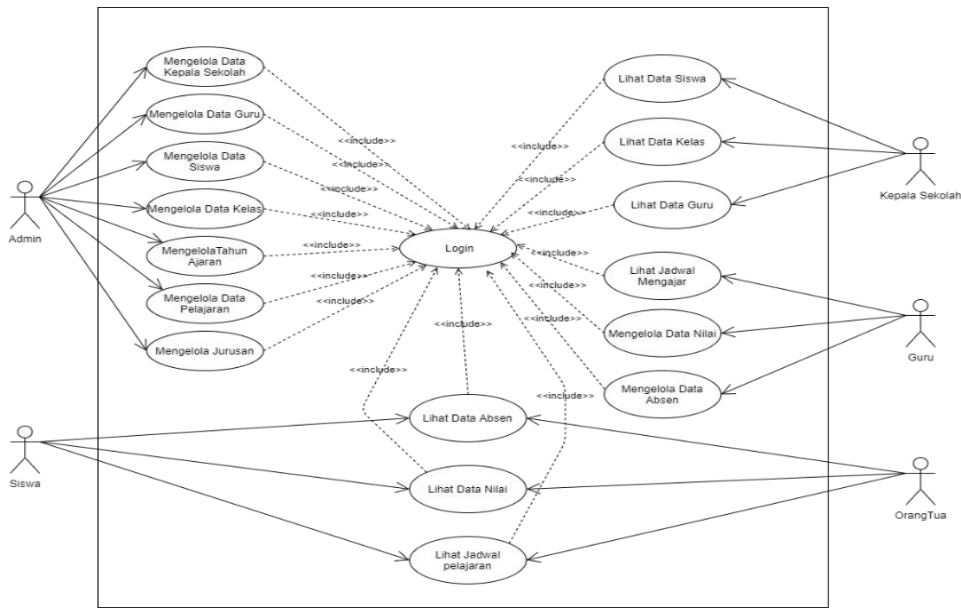 Mengelola Data
Kepala Sekolah
Mengelola Data Guru
Mengelola Data
Siswa
Mengelola Data Kelas
MengelolaTahun
Ajaran
Mengelola Data
Pelajaran
Mengelola Jurusan
Admin
Siswa
<<include>>
<<include>>
<<include>>
<<include>>
<<include>>
<<include>>
<<include>>
Login
<<include>>
<<include>>
<<include>>
<<include>>
<<include>>
<<include>>
<<include>>
<<include>>
<<include>>
Lihat Data Absen
Lihat Data Nilai
Lihat Jadwal
pelajaran
Lihat Data Siswa
Lihat Data Kelas
Lihat Data Guru
Lihat Jadwal
Mengajar
Mengelola Data Nilai
Mengelola Data
Absen
Kepala Sekolah
Guru
OrangTua